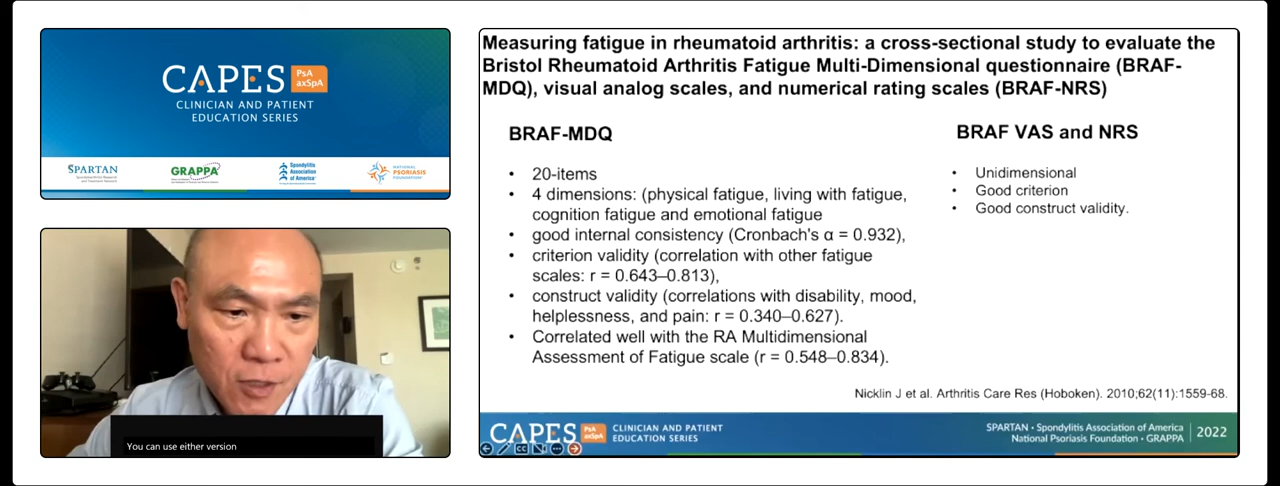 CAPES
PsA
axSpA
CLINICIAN AND PATIENT
EDUCATION SERIES
SPARTAN
GRAPPA
Spondylitis
Association
of America
NATIONAL
PSORIASIS
FOUNDATION
You can use either version
Measuring fatigue in rheumatoid arthritis: a cross-sectional study to evaluate the
Bristol Rheumatoid Arthritis Fatigue Multi-Dimensional questionnaire (BRAF-
MDQ), visual analog scales, and numerical rating scales (BRAF-NRS)
BRAF-MDQ
• 20-items
• 4 dimensions: (physical fatigue, living with fatigue,
cognition fatigue and emotional fatigue
• good internal consistency (Cronbach's α = 0.932),
• criterion validity (correlation with other fatigue
scales: r = 0.643–0.813),
• construct validity (correlations with disability, mood,
helplessness, and pain: r = 0.340–0.627).
• Correlated well with the RA Multidimensional
Assessment of Fatigue scale (r = 0.548–0.834).
BRAF VAS and NRS
• Unidimensional
• Good criterion
• Good construct validity.
Nicklin J et al. Arthritis Care Res (Hoboken). 2010;62(11):1559-68.
CAPES
PsA
axSpA
CLINICIAN AND PATIENT
EDUCATION SERIES
SPARTAN • Spondylitis Association of America
National Psoriasis Foundation • GRAPPA
2022